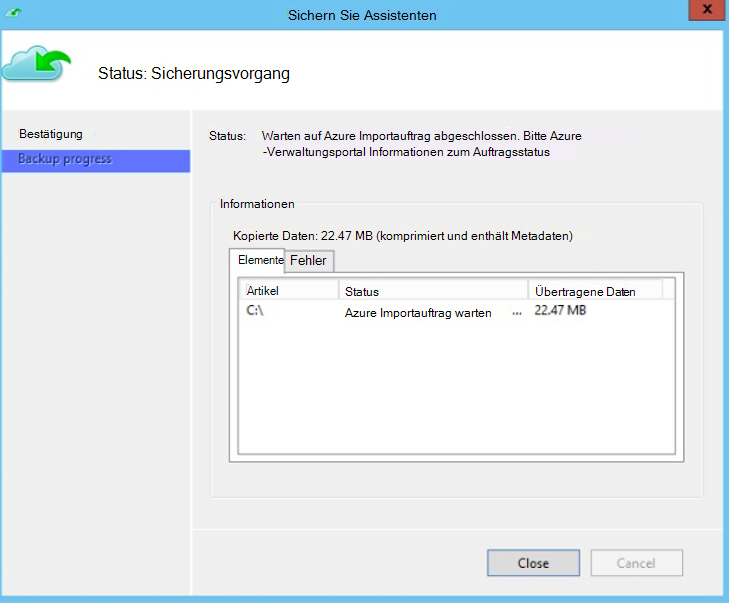 Sichern Sie Assistenten
x
Status: Sicherungsvorgang
Bestätigung
Backup progress
Status: Warten auf Azure Importauftrag abgeschlossen. Bitte Azure
-Verwaltungsportal Informationen zum Auftragsstatus
Informationen
Kopierte Daten: 22.47 MB (komprimiert und enthält Metadaten)
Elemente Fehler
Artikel Status Übertragene Daten
C:\ Azure Importauftrag warten ... 22.47 MB
Close Cancel